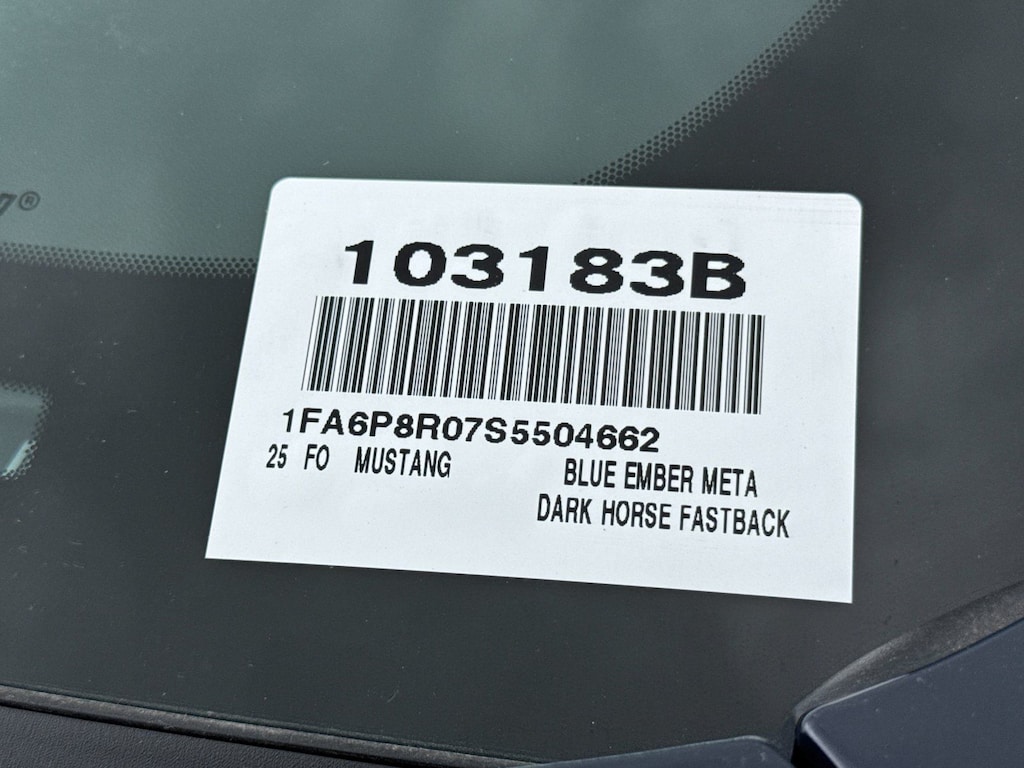 103183B
1FA6P8R07S5504662
25 FO MUSTANG BLUE EMBER META
DARK HORSE FASTBACK